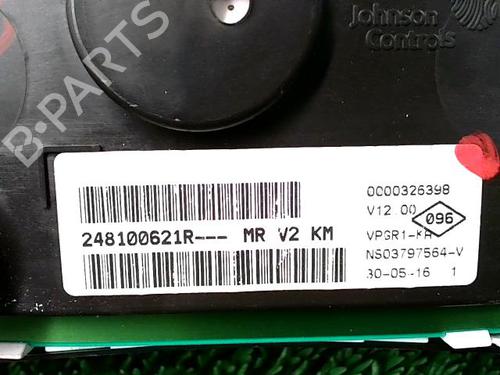 Johnson
Controls
B-PARTS
0000326398
V12.00
096
248100621R--- MR V2 KM
VPGR1-KA
NS03797564-V
30-05-16 1